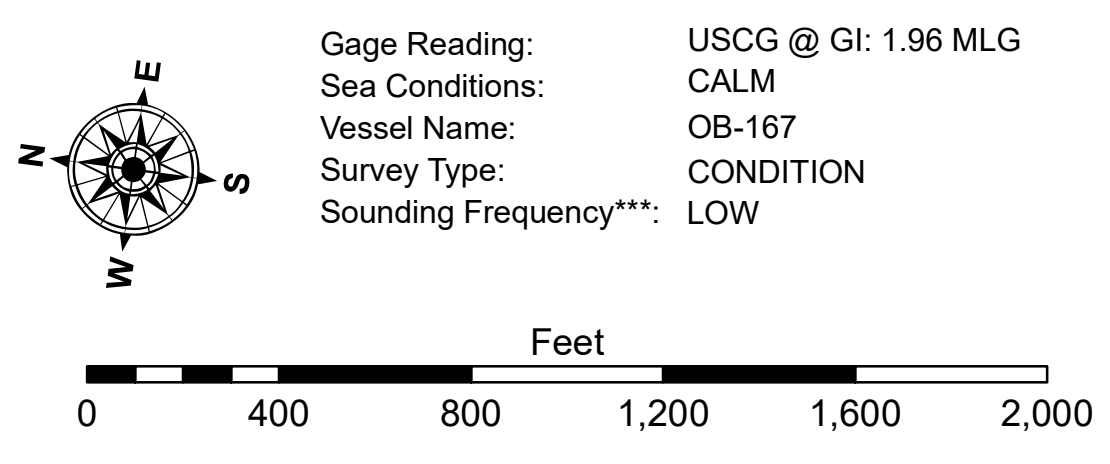 E
N
S
W
Gage Reading: USCG @ GI: 1.96 MLG
Sea Conditions: CALM
Vessel Name: OB-167
Survey Type: CONDITION
Sounding Frequency***: LOW
Feet
0 400 800 1,200 1,600 2,000